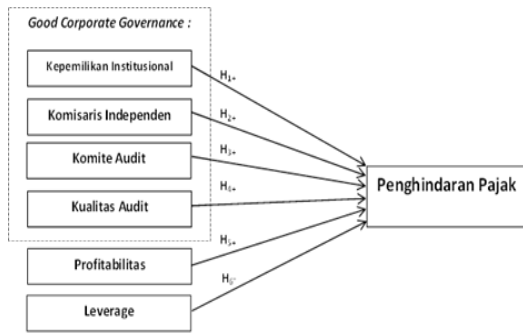 Good Corporate Governance :
Kepemilikan Institusional
H1+
Komisaris Independen
H2+
Komite Audit
H3+
Kualitas Audit
H4+
Penghindaran Pajak
Profitabilitas
H5+
Leverage
H6-